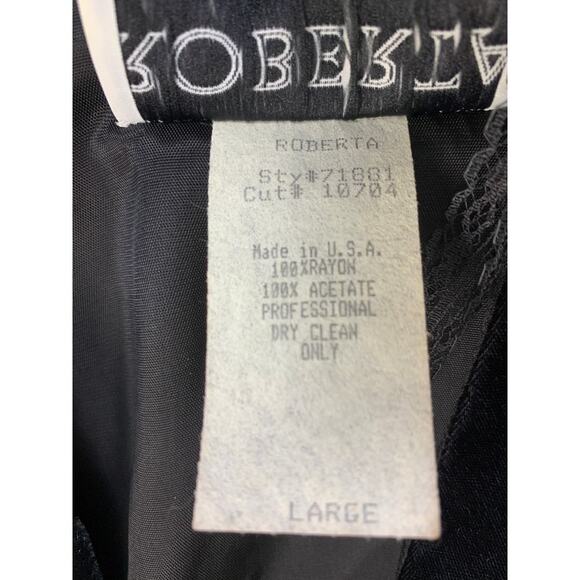 ROBERTA
ROBERTA
Sty#71881
Cut# 10704
Made in U.S.A.
100%RAYON
100% ACETATE
PROFESSIONAL
DRY CLEAN
ONLY
LARGE